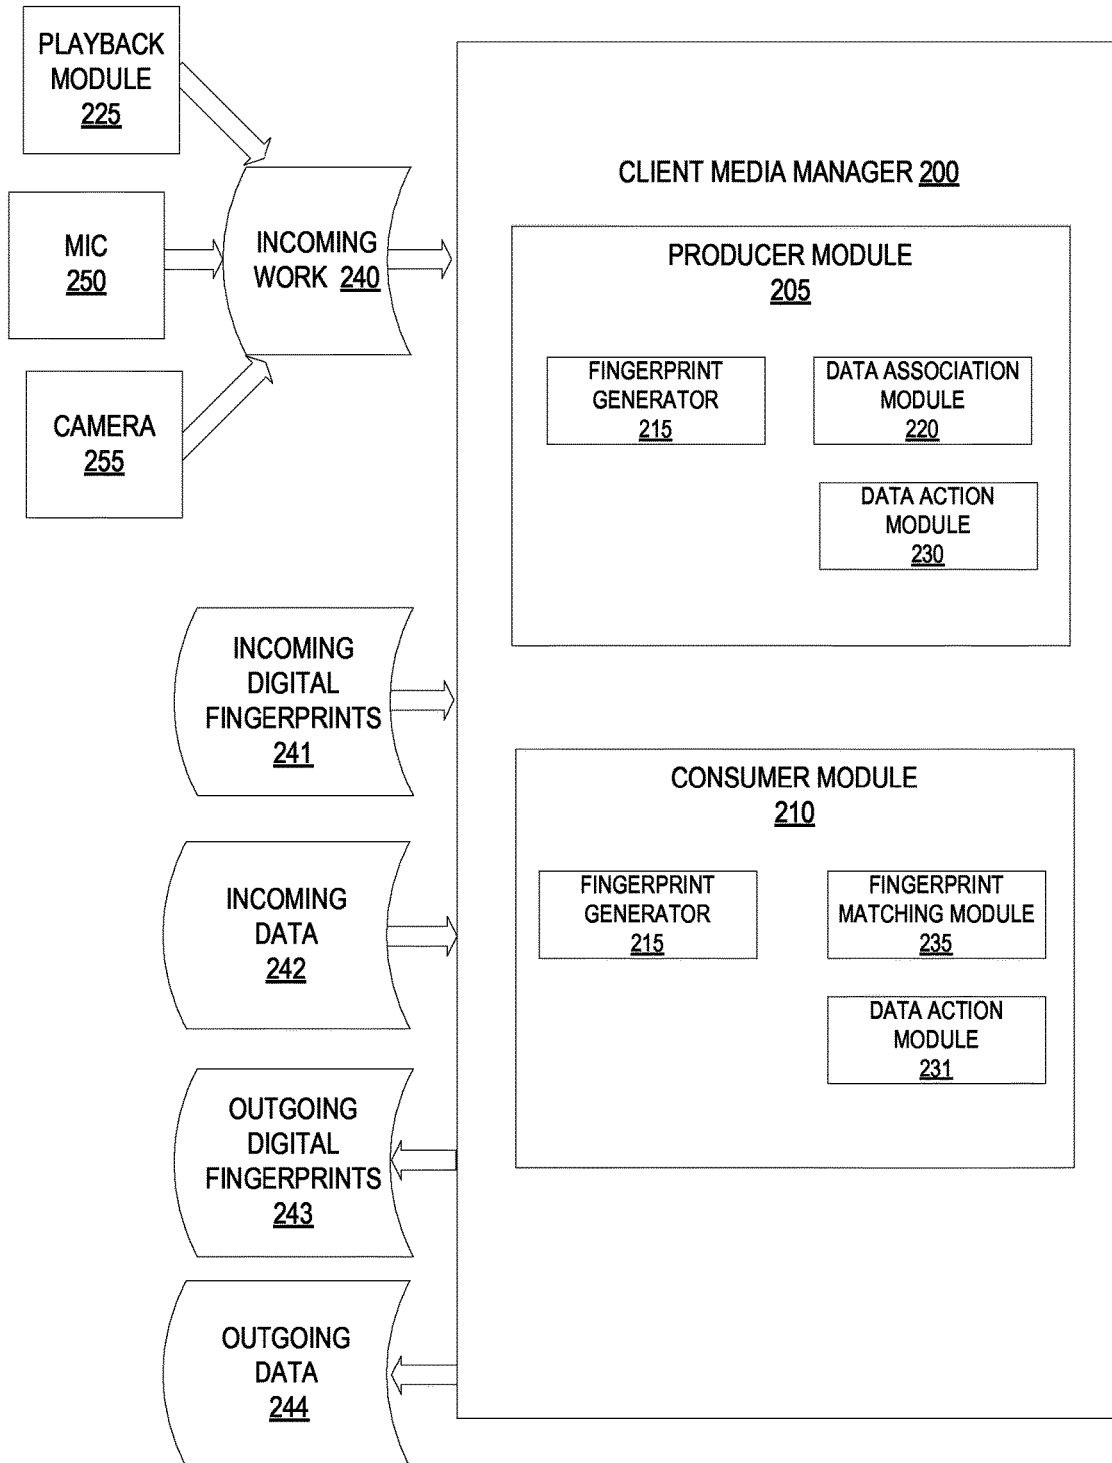 PLAYBACK
MODULE
225
MIC
250
CAMERA
255
INCOMING
WORK 240
CLIENT MEDIA MANAGER 200
PRODUCER MODULE
205
FINGERPRINT
GENERATOR
215
DATA ASSOCIATION
MODULE
220
DATA ACTION
MODULE
230
INCOMING
DIGITAL
FINGERPRINTS
241
INCOMING
DATA
242
OUTGOING
DIGITAL
FINGERPRINTS
243
OUTGOING
DATA
244
CONSUMER MODULE
210
FINGERPRINT
GENERATOR
215
FINGERPRINT
MATCHING MODULE
235
DATA ACTION
MODULE
231